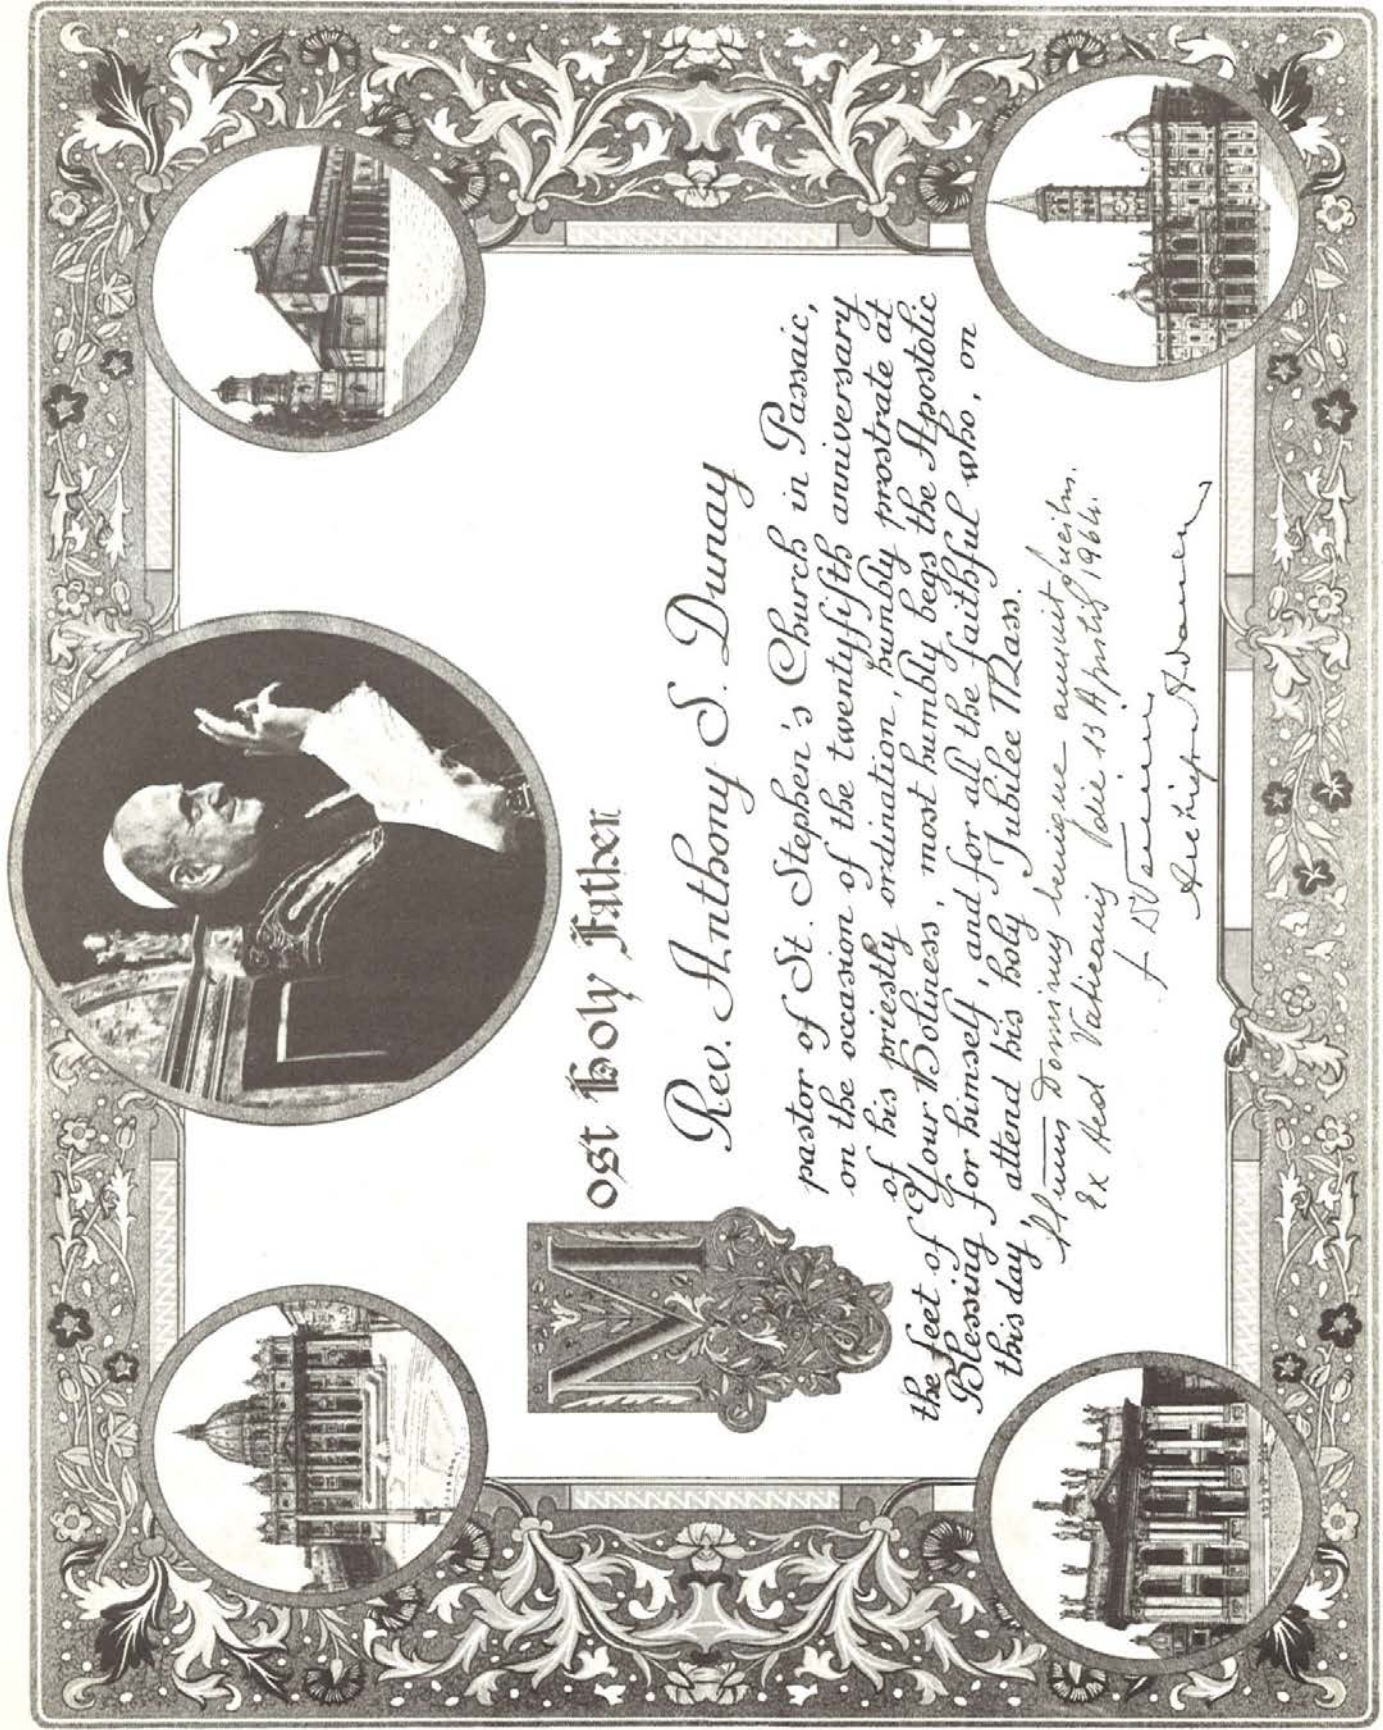 Most Holy Father
Rev. Anthony S. Dunay
pastor of St. Stephen's Church in Passaic,
on the occasion of the twentyfifth anniversary
of his priestly ordination, humbly prostrate at
the feet of Your Holiness, most humbly begs the Apostolic
Blessing for himself, and for all the faithful who, on
this day, attend his holy Jubilee Mass.
Dominus benigne annuit precibus.
Ex Aed Vaticanis die 13 Aprilis 1964.